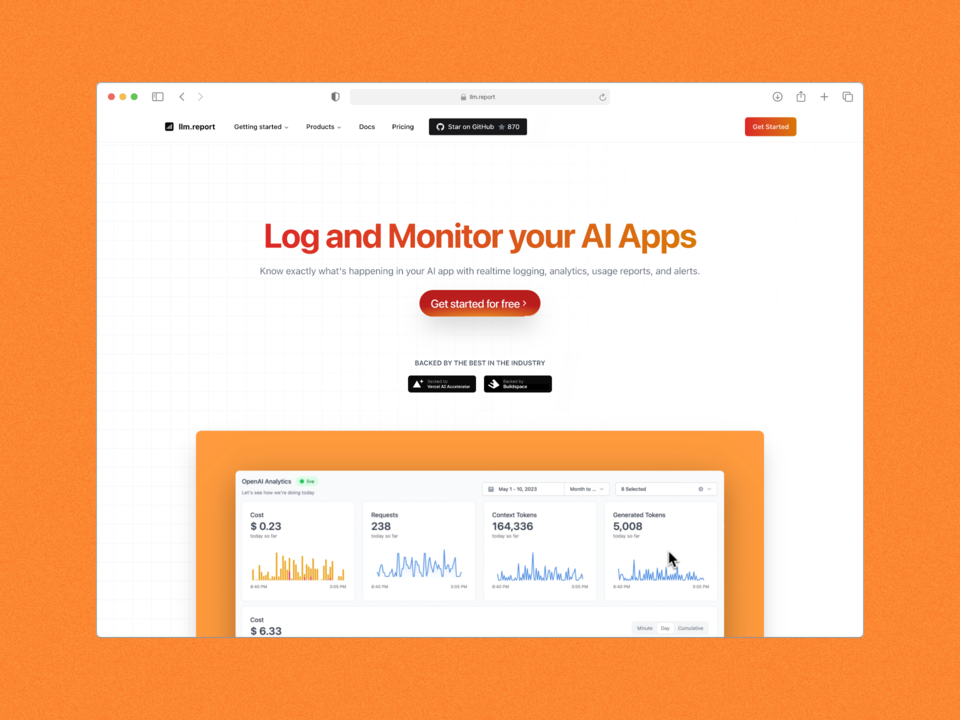 llm.report
llm.report
Getting started
Products
Docs
Pricing
Star on GitHub 870
Get Started
Log and Monitor your AI Apps
Know exactly what's happening in your AI app with realtime logging, analytics, usage reports, and alerts.
Get started for free
BACKED BY THE BEST IN THE INDUSTRY
Backed by
Vercel AI Accelerator
Backed by
Buildspace
OpenAI Analytics
live
Let's see how we're doing today
May 1 - 10, 2023
Month to ...
8 Selected
Cost
$ 0.23
today so far
8:40 PM 3:05 PM
Requests
238
today so far
8:40 PM 3:05 PM
Context Tokens
164,336
today so far
8:40 PM 3:05 PM
Generated Tokens
5,008
today so far
8:40 PM 3:05 PM
Cost
$ 6.33
Minute Day Cumulative